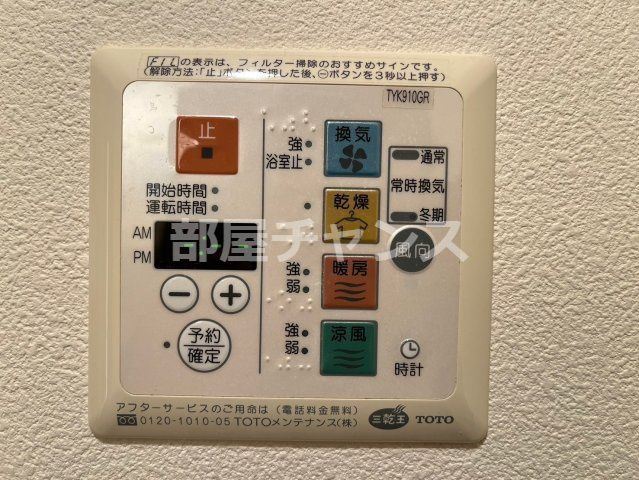 FILの表示は、フィルター掃除のおすすめサインです。
(解除方法:「止」ボタンを押した後、⊖ボタンを3秒以上押す)
TYK910GR
止
強
浴室止
換気
通常
常時換気
冬期
開始時間
運転時間
乾燥
AM
PM
風向
強
弱
暖房
予約
確定
強
弱
涼風
時計
アフターサービスのご用命は(電話料金無料)
0120-1010-05 TOTOメンテナンス(株)
三乾王
TOTO
部屋チャンス